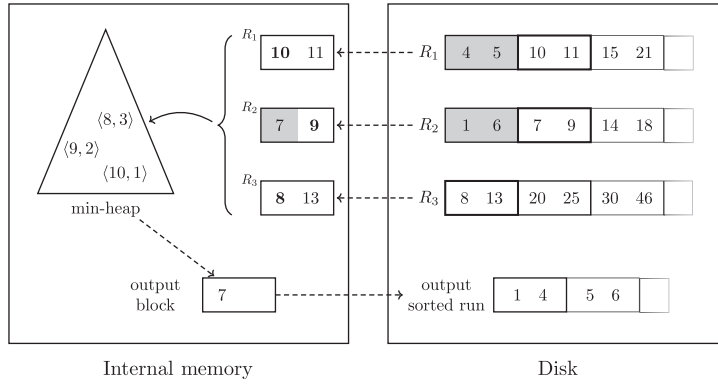 R₁ 10 11 R₁ 4 5 10 11 15 21
⟨8, 3⟩
⟨9, 2⟩
⟨10, 1⟩
R₂ 7 9 R₂ 1 6 7 9 14 18
R₃ 8 13 R₃ 8 13 20 25 30 46
min-heap
output
block
7
output
sorted run
1 4 5 6
Internal memory
Disk